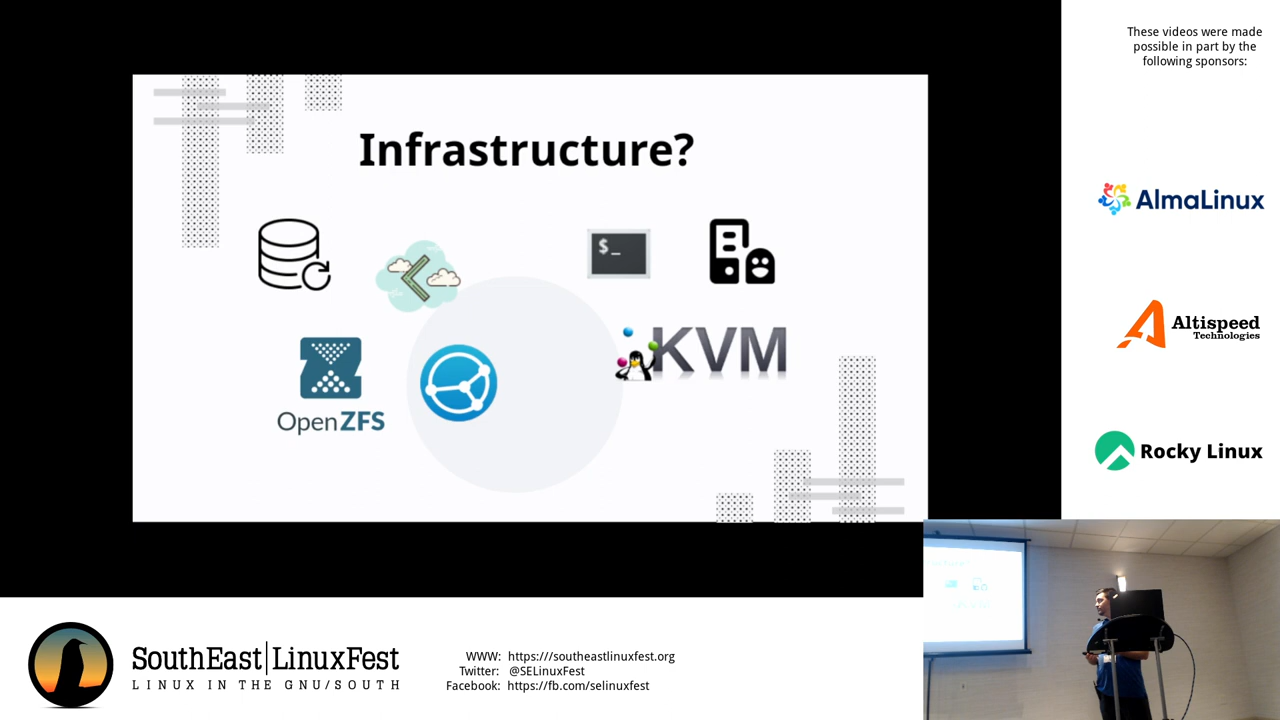 These videos were made
possible in part by the
following sponsors:
Infrastructure?
$_
AlmaLinux
KVM
OpenZFS
Altispeed
Technologies
Rocky Linux
SouthEast|LinuxFest
LINUX IN THE GNU/SOUTH
WWW: https:///southeastlinuxfest.org
Twitter: @SELinuxFest
Facebook: https://fb.com/selinuxfest